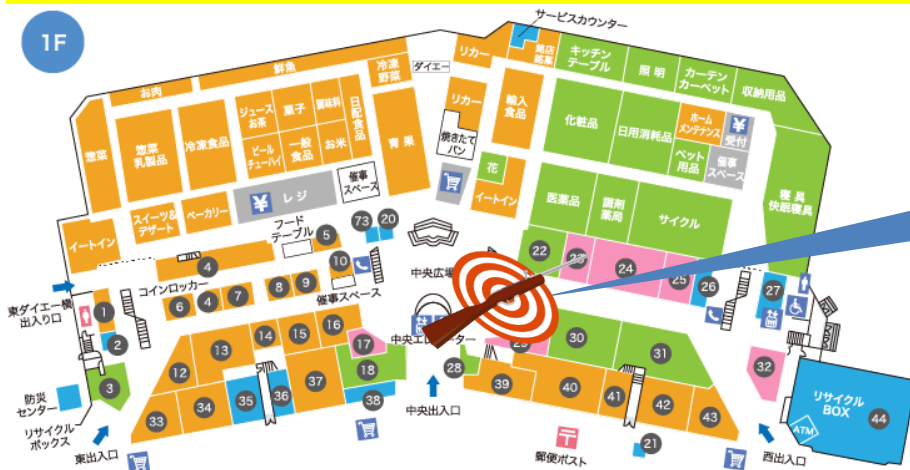 1F
サービスカウンター
リカー
銘店
銘菓
キッチン
テーブル
照明
カーテン
カーペット
収納用品
お肉
鮮魚
冷凍
野菜
ダイエー
惣菜
惣菜
乳製品
冷凍食品
ジュース
お茶
菓子
調味料
日配食品
ビール
チューハイ
一般
食品
お米
青果
リカー
輸入
食品
焼きたて
パン
化粧品
日用消耗品
ホーム
メンテナンス
¥
受付
ペット
用品
催事
スペース
寝具
快眠寝具
イートイン
スイーツ&
デザート
ベーカリー
¥ レジ
催事
スペース
花
イートイン
医薬品
調剤
薬局
サイクル
フード
テーブル
5
73
20
4
10
中央広場
22
23
24
25
26
27
コインロッカー
6
4
7
8
9
催事スペース
東ダイエー横
出入り口
1
2
3
12
13
14
15
16
17
18
中央エレベーター
28
29
30
31
32
防災
センター
リサイクル
ボックス
東出入口
33
34
35
36
37
38
中央出入口
39
40
41
42
43
21
郵便ポスト
西出入口
リサイクル
BOX
44
ATM